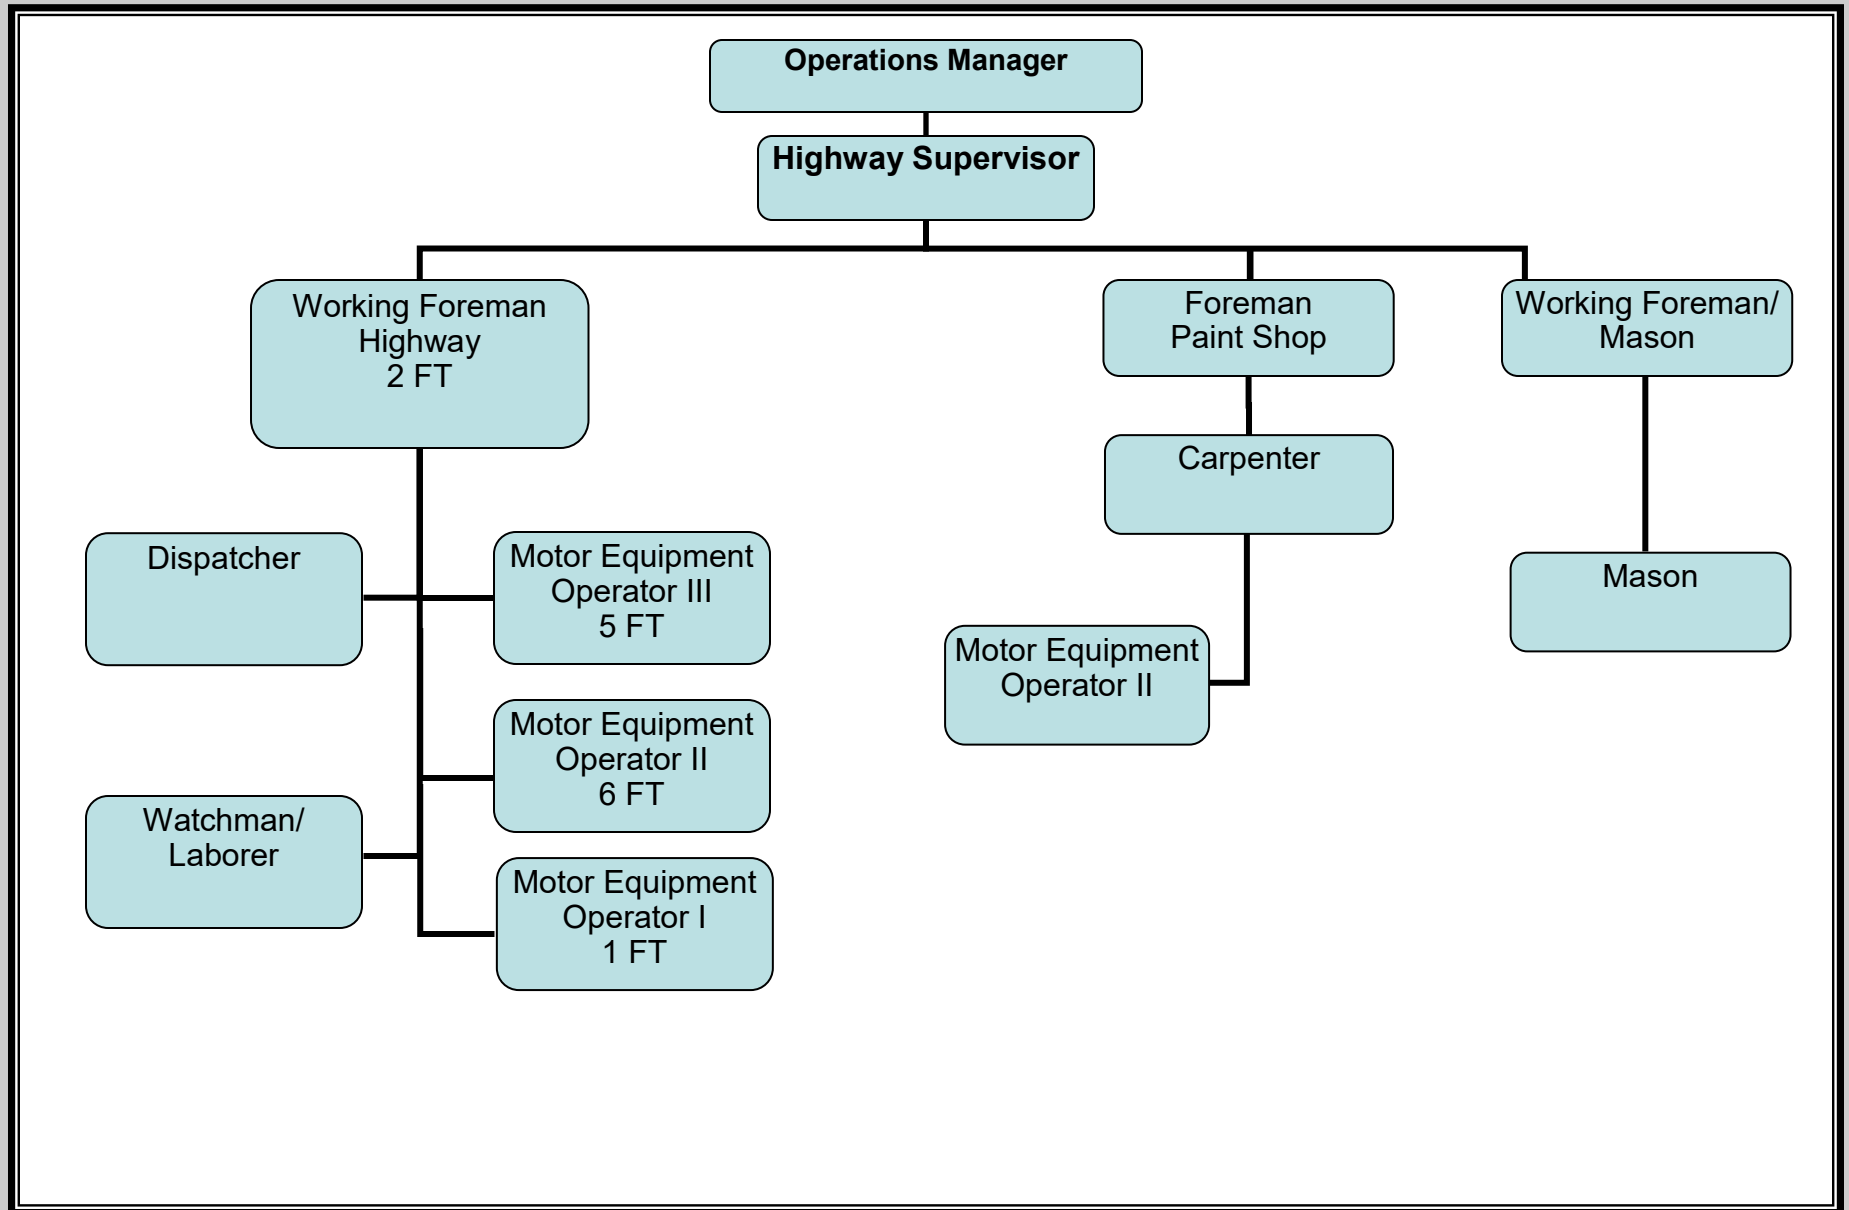 Operations Manager
Highway Supervisor
Working Foreman
Highway
2 FT
Foreman
Paint Shop
Working Foreman/
Mason
Carpenter
Dispatcher
Motor Equipment
Operator III
5 FT
Mason
Motor Equipment
Operator II
Motor Equipment
Operator II
6 FT
Watchman/
Laborer
Motor Equipment
Operator I
1 FT